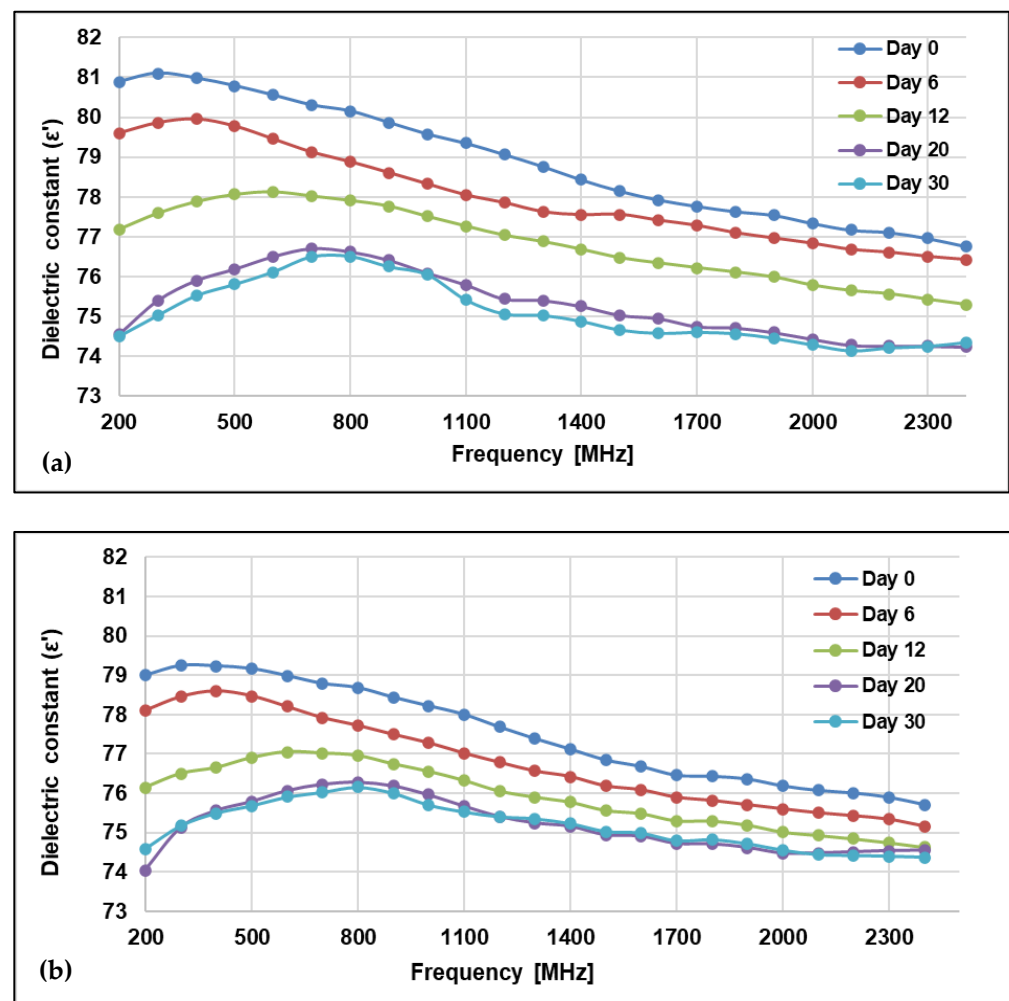 82
81
80
79
78
77
76
75
74
73
Dielectric constant (ε')
Day 0
Day 6
Day 12
Day 20
Day 30
200 500 800 1100 1400 1700 2000 2300
Frequency [MHz]
(a)
82
81
80
79
78
77
76
75
74
73
Dielectric constant (ε')
Day 0
Day 6
Day 12
Day 20
Day 30
200 500 800 1100 1400 1700 2000 2300
Frequency [MHz]
(b)